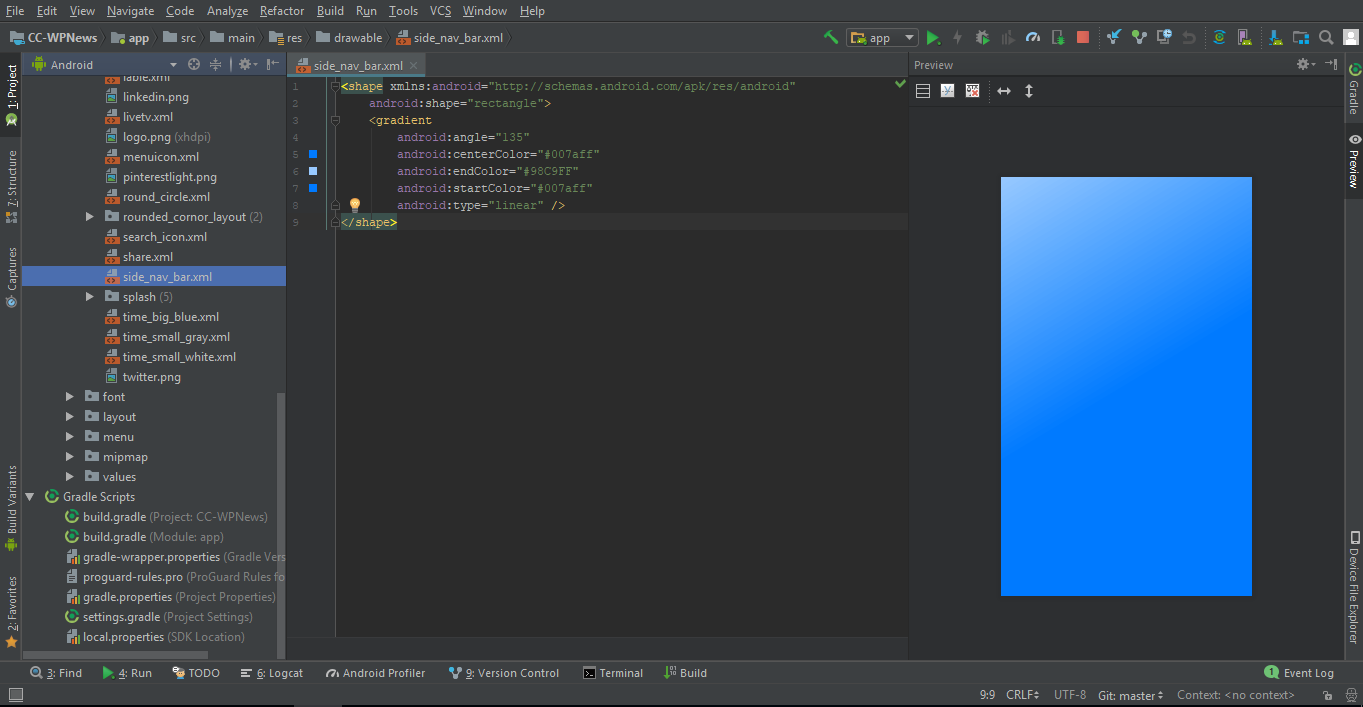 File Edit View Navigate Code Analyze Refactor Build Run Tools VCS Window Help
CC-WPNews app src main res drawable side_nav_bar.xml app
1: Project
7: Structure
Captures
Build Variants
2: Favorites
Android
table.xml
linkedin.png
livetv.xml
logo.png (xhdpi)
menuicon.xml
pinterestlight.png
round_circle.xml
rounded_cornor_layout (2)
search_icon.xml
share.xml
side_nav_bar.xml
splash (5)
time_big_blue.xml
time_small_gray.xml
time_small_white.xml
twitter.png
font
layout
menu
mipmap
values
Gradle Scripts
build.gradle (Project: CC-WPNews)
build.gradle (Module: app)
gradle-wrapper.properties (Gradle Vers
proguard-rules.pro (ProGuard Rules fo
gradle.properties (Project Properties)
settings.gradle (Project Settings)
local.properties (SDK Location)
side_nav_bar.xml
1 <shape xmlns:android="http://schemas.android.com/apk/res/android"
2 android:shape="rectangle">
3 <gradient
4 android:angle="135"
5 android:centerColor="#007aff"
6 android:endColor="#98C9FF"
7 android:startColor="#007aff"
8 android:type="linear" />
9 </shape>
Preview
Gradle
Preview
Device File Explorer
3: Find 4: Run TODO 6: Logcat Android Profiler 9: Version Control Terminal Build 1 Event Log
9:9 CRLF UTF-8 Git: master Context: <no context>